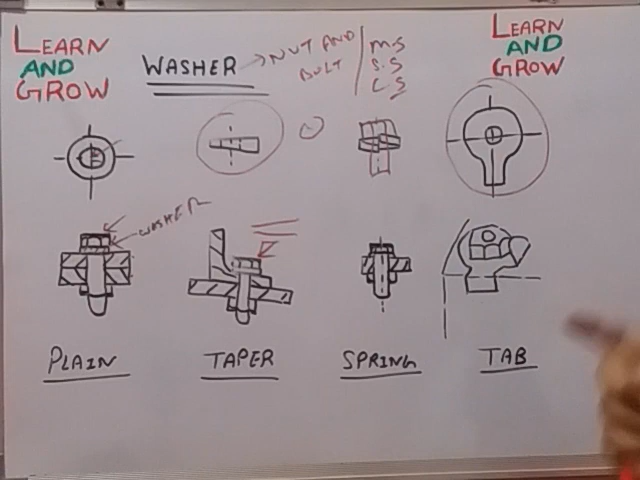 LEARN
AND
GROW
WASHER
NUT AND
BOLT
M.S
S.S
C.S
LEARN
AND
GROW
WASHER
PLAIN
TAPER
SPRING
TAB